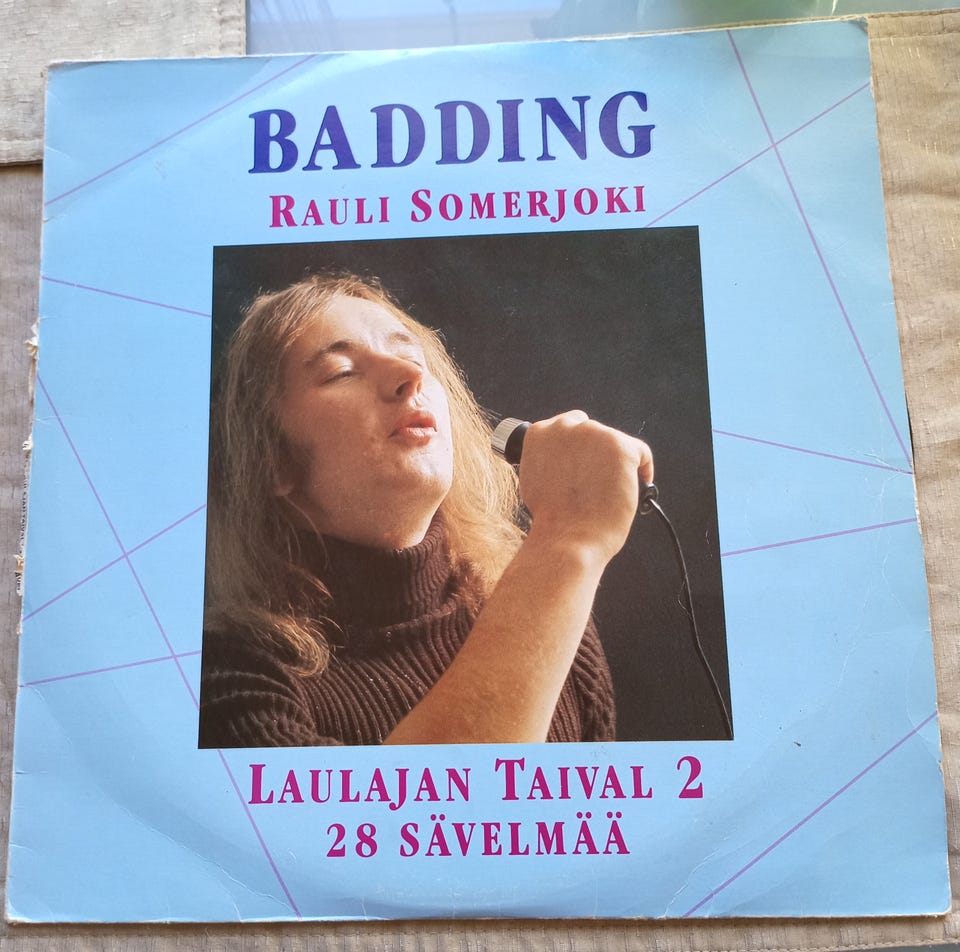 BADDING
RAULI SOMERJOKI
LAULAJAN TAIVAL 2
28 SÄVELMÄÄ